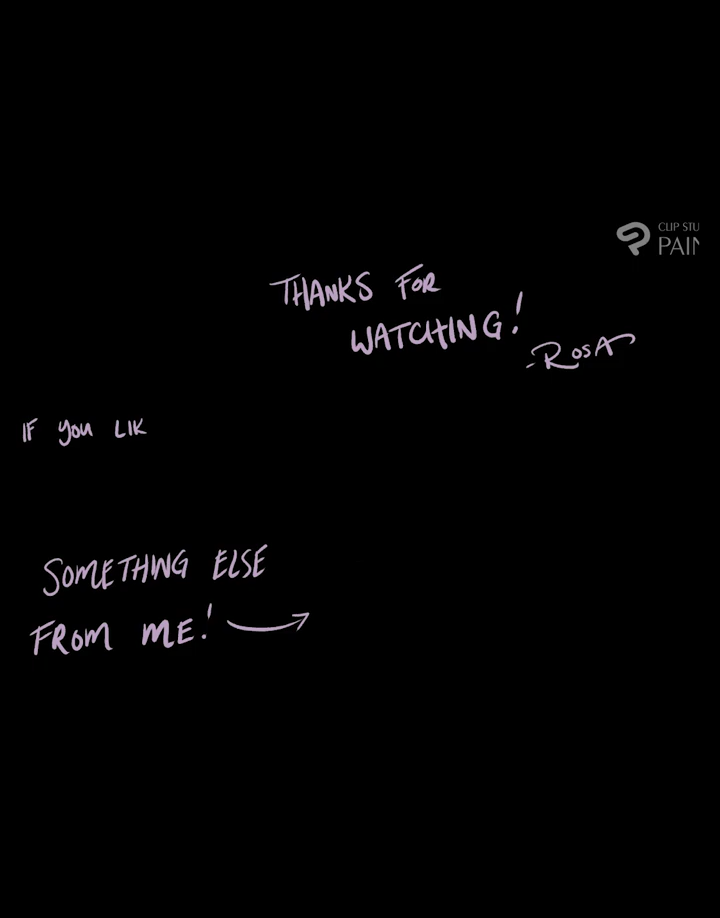 CLIP STU
PAIN
THANKS FOR
WATCHING!
-ROSA
IF YOU LIK
SOMETHING ELSE
FROM ME!